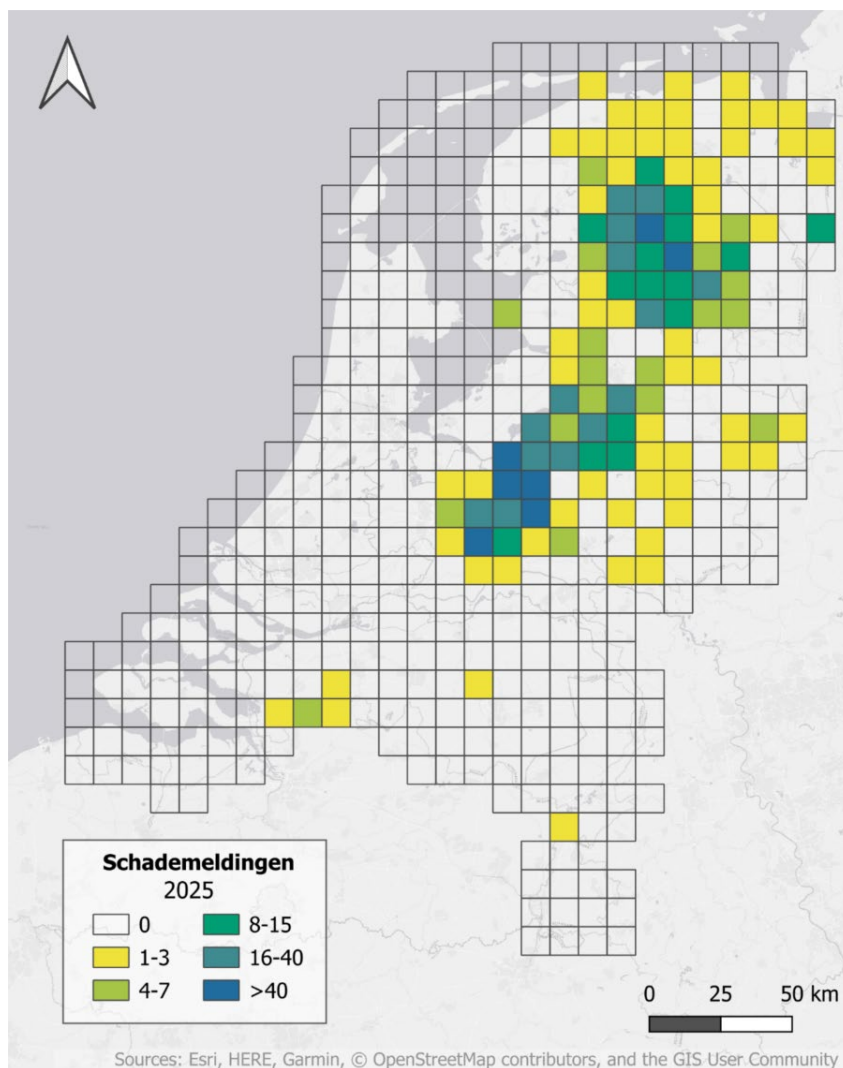 Schademeldingen
2025
0 8-15
1-3 16-40
4-7 >40
0 25 50 km
Sources: Esri, HERE, Garmin, © OpenStreetMap contributors, and the GIS User Community